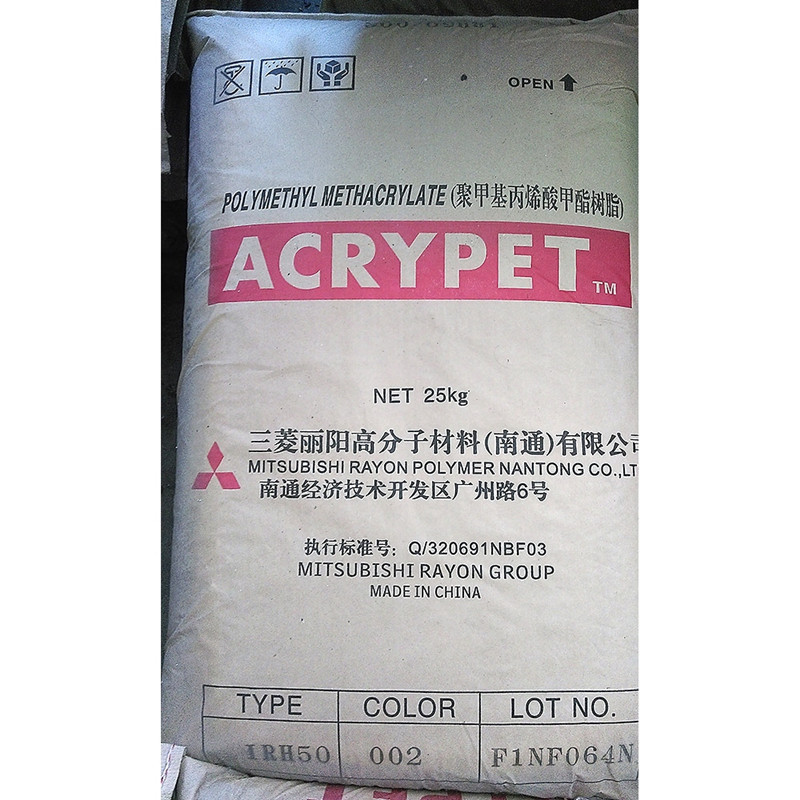 OPEN
POLYMETHYL METHACRYLATE (聚甲基丙烯酸甲酯树脂)
ACRYPET TM
NET 25kg
三菱丽阳高分子材料(南通)有限公司
MITSUBISHI RAYON POLYMER NANTONG CO.,LT
南通经济技术开发区广州路6号
执行标准号: Q/320691NBF03
MITSUBISHI RAYON GROUP
MADE IN CHINA
TYPE COLOR LOT NO.
IRH50 002 F1NF064N